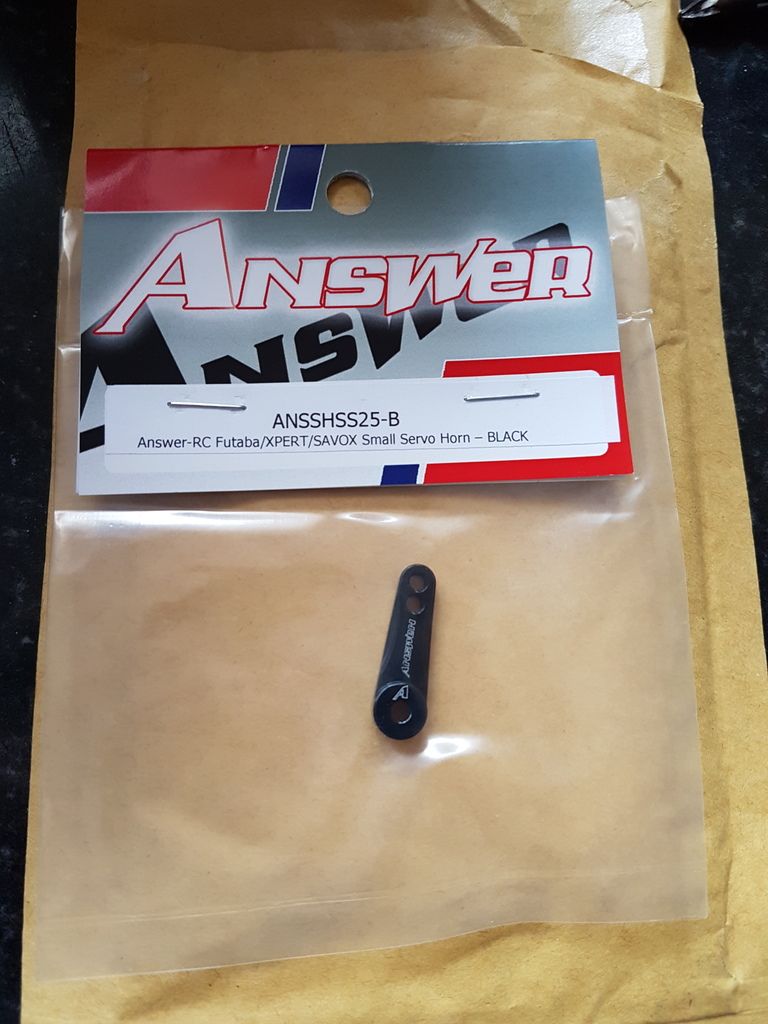 ANSWER
ANSWER
ANSSHSS25-B
Answer-RC Futaba/XPERT/SAVOX Small Servo Horn – BLACK
A